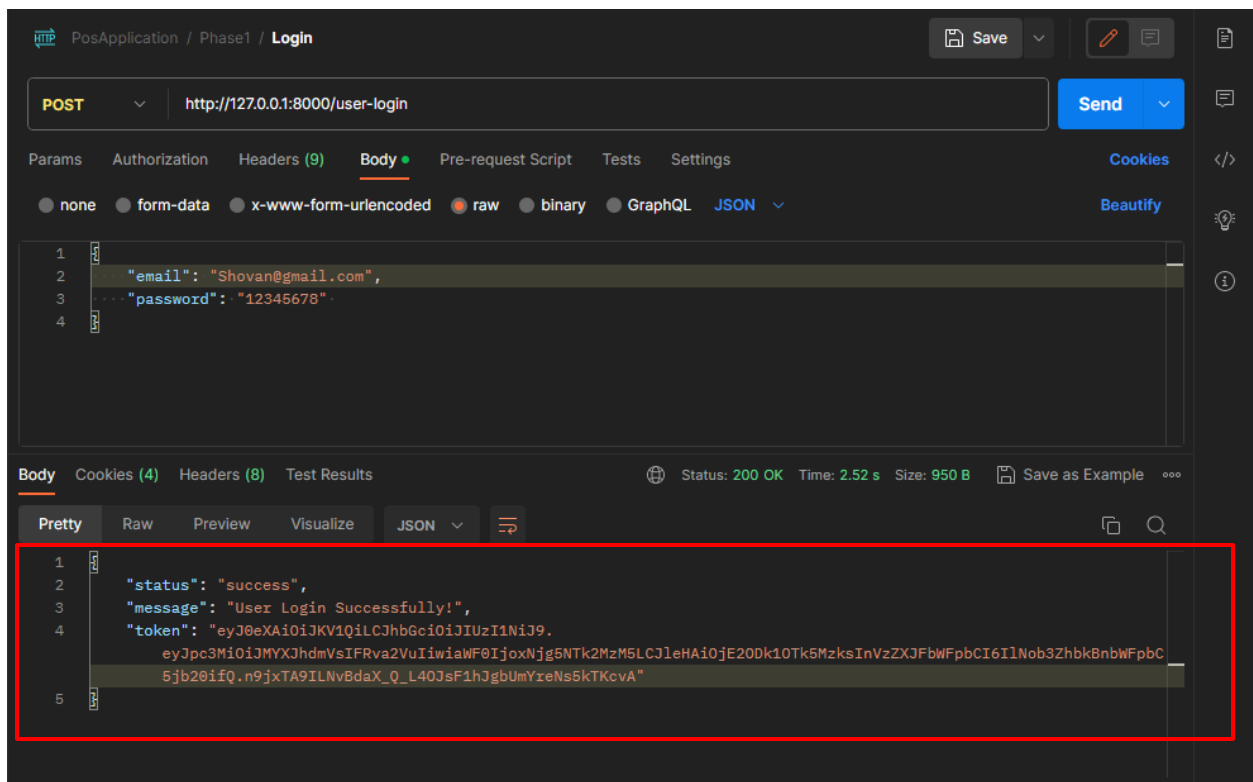 HTTP PosApplication / Phase1 / Login Save
POST http://127.0.0.1:8000/user-login Send
Params Authorization Headers (9) Body Pre-request Script Tests Settings Cookies
none form-data x-www-form-urlencoded raw binary GraphQL JSON Beautify
1 {
2 "email": "Shovan@gmail.com",
3 "password": "12345678"
4 }
Body Cookies (4) Headers (8) Test Results Status: 200 OK Time: 2.52 s Size: 950 B Save as Example
Pretty Raw Preview Visualize JSON
1 {
2 "status": "success",
3 "message": "User Login Successfully!",
4 "token": "eyJ0eXAiOiJKV1QiLCJhbGciOiJIUzI1NiJ9.
eyJpc3MiOiJMYXJhdmVsIFRva2VuIiwiaWF0IjoxNjg5NTk2MzM5LCJleHAiOjE2ODk1OTk5MzksInVzZXJFbWFpbCI6IlNob3ZhbkBnbWFpbC
5jb20ifQ.n9jxTA9ILNvBdaX_Q_L4OJsF1hJgbUmYreNs5kTKcvA"
5 }